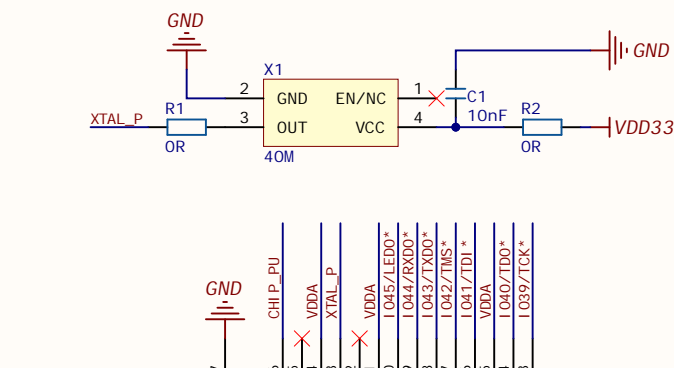 GND
X1
GND
2
GND
EN/NC
1
C1
10nF
XTAL_P
R1
3
OUT
VCC
4
R2
VDD33
0R
40M
0R
GND
CHIP_PU
VDDA
XTAL_P
VDDA
IO45/LED0*
IO44/RXD0*
IO43/TXD0*
IO42/TMS*
IO41/TDI*
VDDA
IO40/TDO*
IO39/TCK*